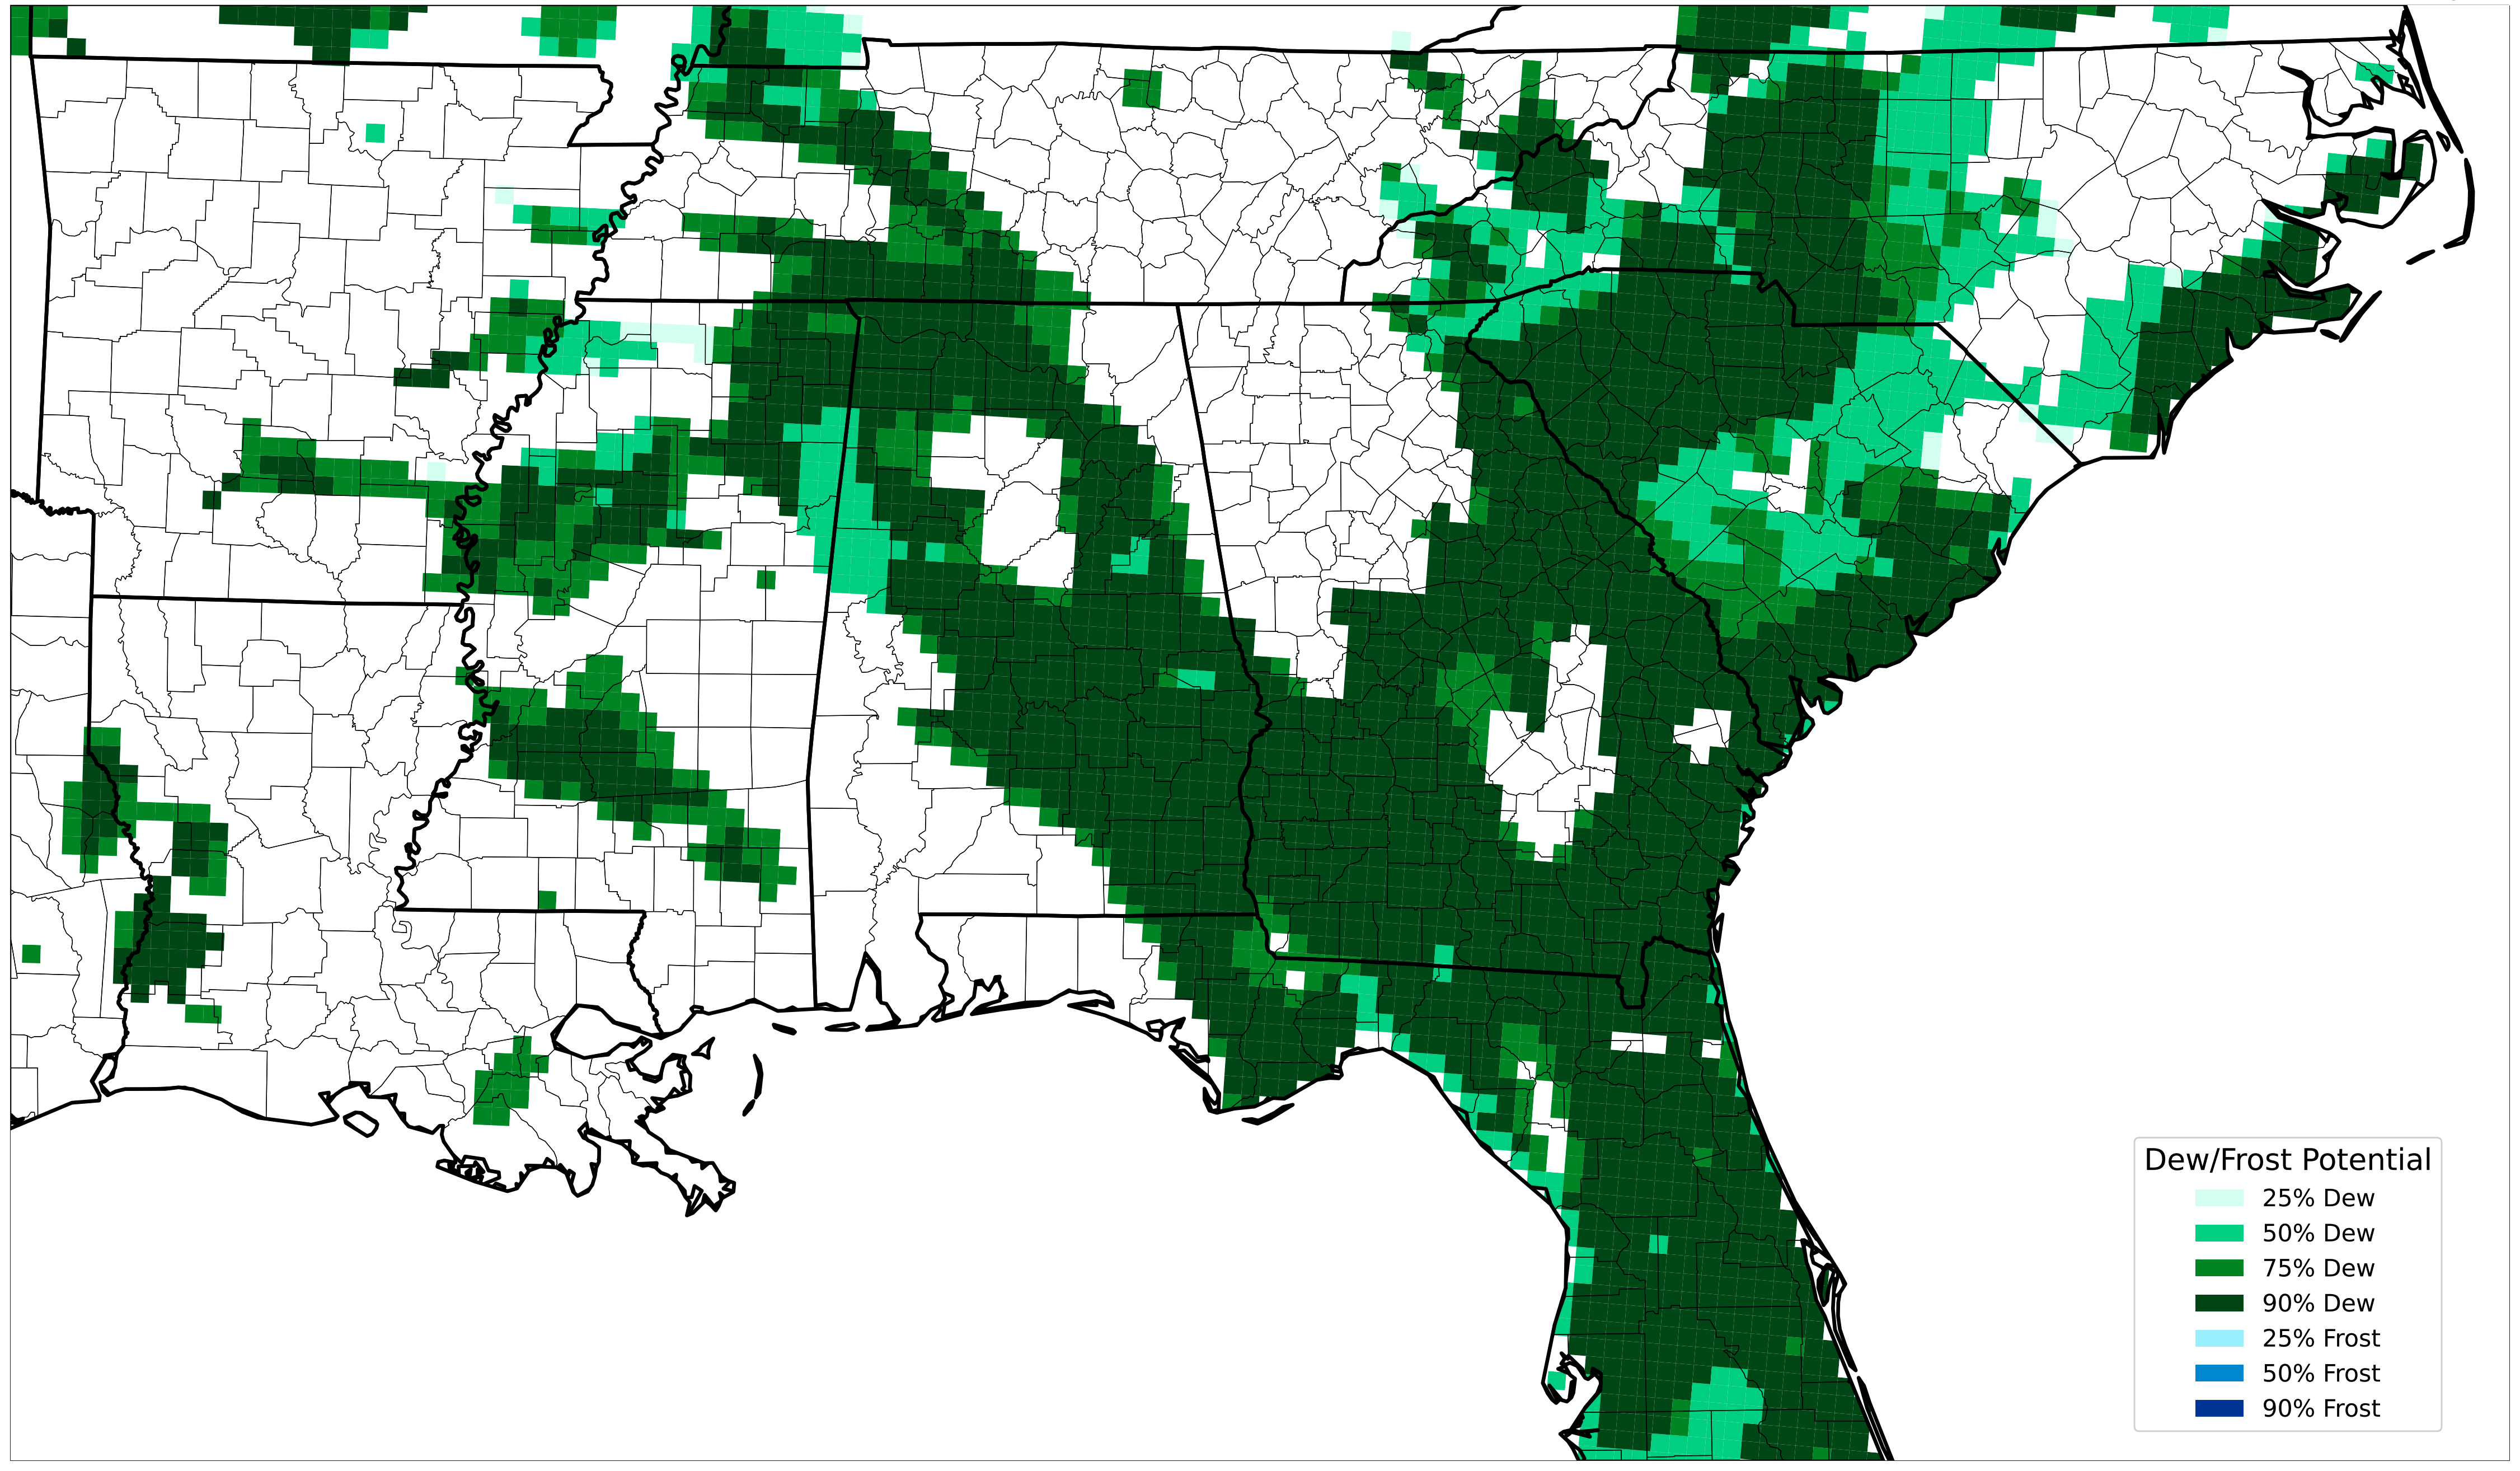 Dew/Frost Potential
25% Dew
50% Dew
75% Dew
90% Dew
25% Frost
50% Frost
90% Frost